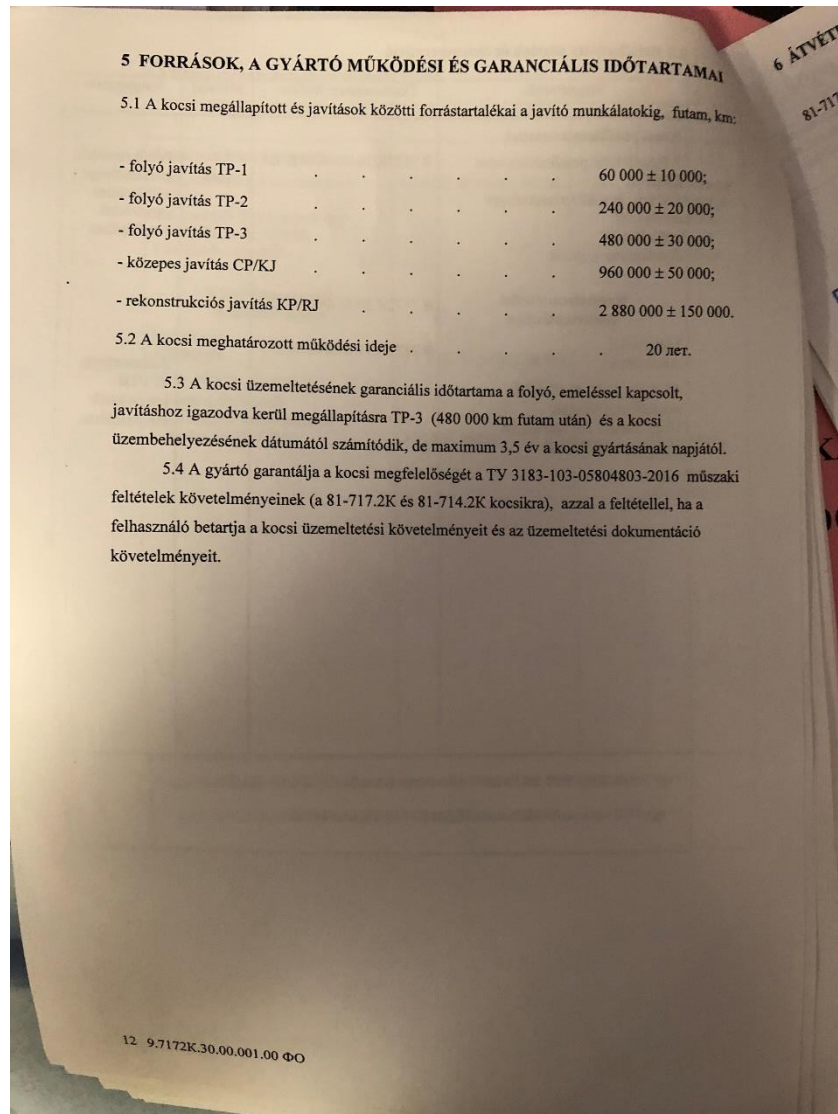 5 FORRÁSOK, A GYÁRTÓ MŰKÖDÉSI ÉS GARANCIÁLIS IDŐTARTAMAI
5.1 A kocsi megállapított és javítások közötti forrástartalékai a javító munkálatokig, futam, km:
- folyó javítás TP-1 . . . . . . 60 000 ± 10 000;
- folyó javítás TP-2 . . . . . . 240 000 ± 20 000;
- folyó javítás TP-3 . . . . . . 480 000 ± 30 000;
- közepes javítás CP/KJ . . . . . . 960 000 ± 50 000;
- rekonstrukciós javítás KP/RJ . . . . . 2 880 000 ± 150 000.
5.2 A kocsi meghatározott működési ideje . . . . . 20 лет.
5.3 A kocsi üzemeltetésének garanciális időtartama a folyó, emeléssel kapcsolt,
javításhoz igazodva kerül megállapításra TP-3 (480 000 km futam után) és a kocsi
üzembehelyezésének dátumától számítódik, de maximum 3,5 év a kocsi gyártásának napjától.
5.4 A gyártó garantálja a kocsi megfelelőségét a ТУ 3183-103-05804803-2016 műszaki
feltételek követelményeinek (a 81-717.2K és 81-714.2K kocsikra), azzal a feltétellel, ha a
felhasználó betartja a kocsi üzemeltetési követelményeit és az üzemeltetési dokumentáció
követelményeit.
12 9.7172K.30.00.001.00 ФО
6
81-717